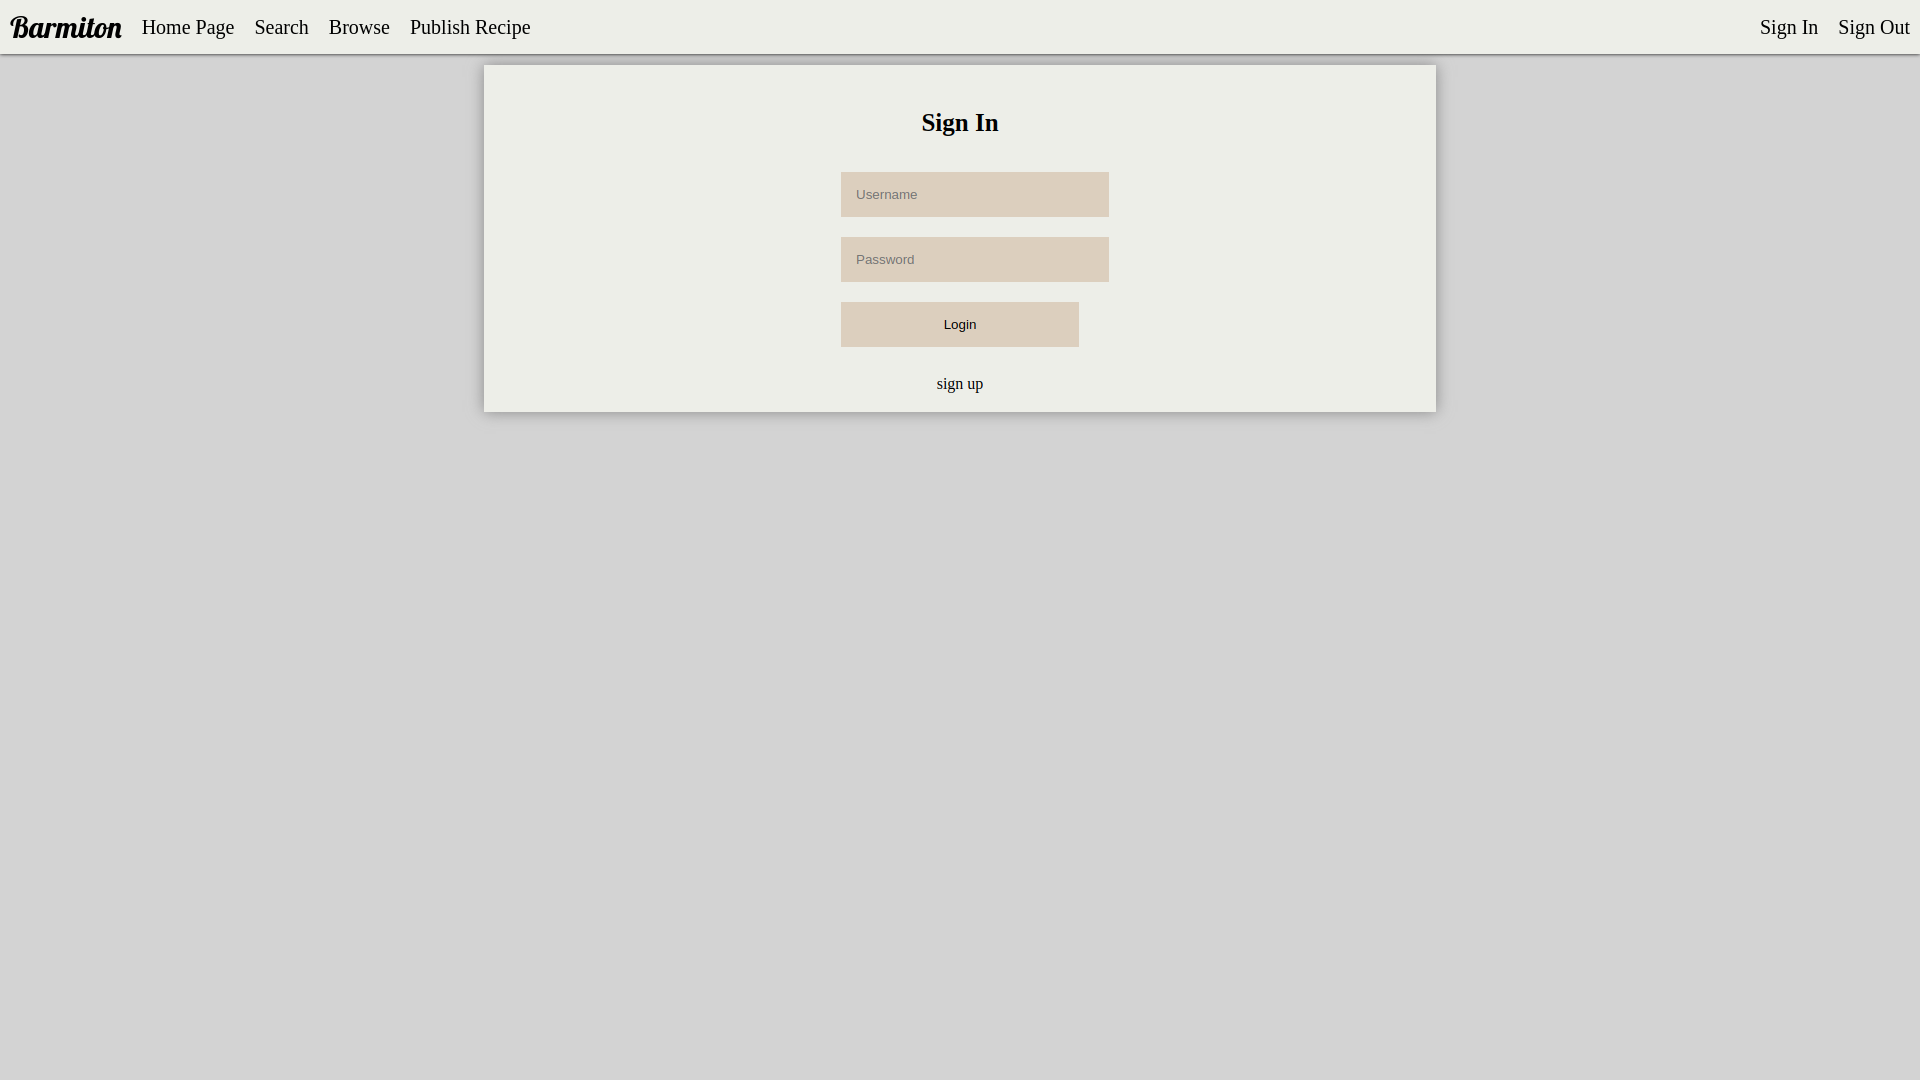 Barmiton Home Page Search Browse Publish Recipe Sign In Sign Out
Sign In
Username
Password
Login
sign up